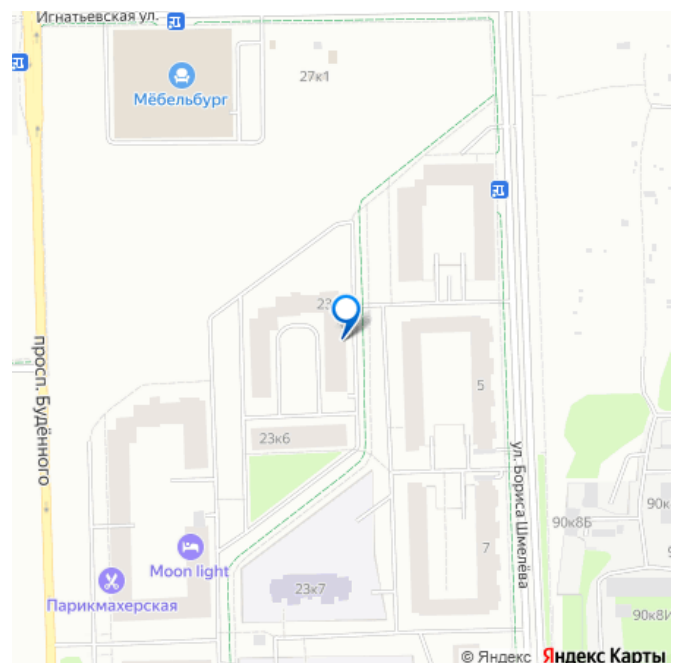 Игнатьевская ул.
27к1
Мёбельбург
23
просп. Будённого
5
23к6
ул. Бориса Шмелёва
90к8Б
7
Moon light
23к7
Парикмахерская
90к8И
© Яндекс Яндекс Карты